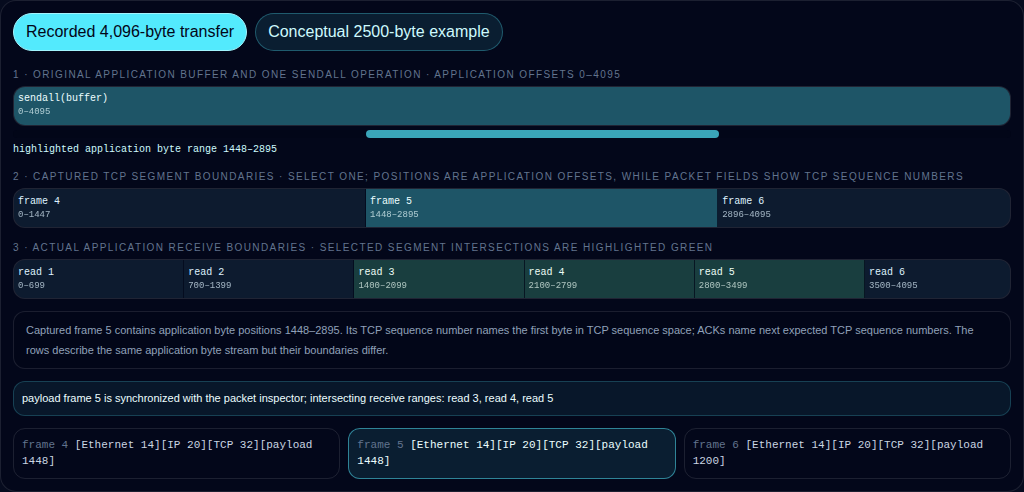 Recorded 4,096-byte transfer
Conceptual 2500-byte example
1 · ORIGINAL APPLICATION BUFFER AND ONE SENDALL OPERATION · APPLICATION OFFSETS 0–4095
sendall(buffer)
0–4095
highlighted application byte range 1448–2895
2 · CAPTURED TCP SEGMENT BOUNDARIES · SELECT ONE; POSITIONS ARE APPLICATION OFFSETS, WHILE PACKET FIELDS SHOW TCP SEQUENCE NUMBERS
frame 4
0–1447
frame 5
1448–2895
frame 6
2896–4095
3 · ACTUAL APPLICATION RECEIVE BOUNDARIES · SELECTED SEGMENT INTERSECTIONS ARE HIGHLIGHTED GREEN
read 1
0–699
read 2
700–1399
read 3
1400–2099
read 4
2100–2799
read 5
2800–3499
read 6
3500–4095
Captured frame 5 contains application byte positions 1448–2895. Its TCP sequence number names the first byte in TCP sequence space; ACKs name next expected TCP sequence numbers. The
rows describe the same application byte stream but their boundaries differ.
payload frame 5 is synchronized with the packet inspector; intersecting receive ranges: read 3, read 4, read 5
frame 4 [Ethernet 14][IP 20][TCP 32][payload
1448]
frame 5 [Ethernet 14][IP 20][TCP 32][payload
1448]
frame 6 [Ethernet 14][IP 20][TCP 32][payload
1200]